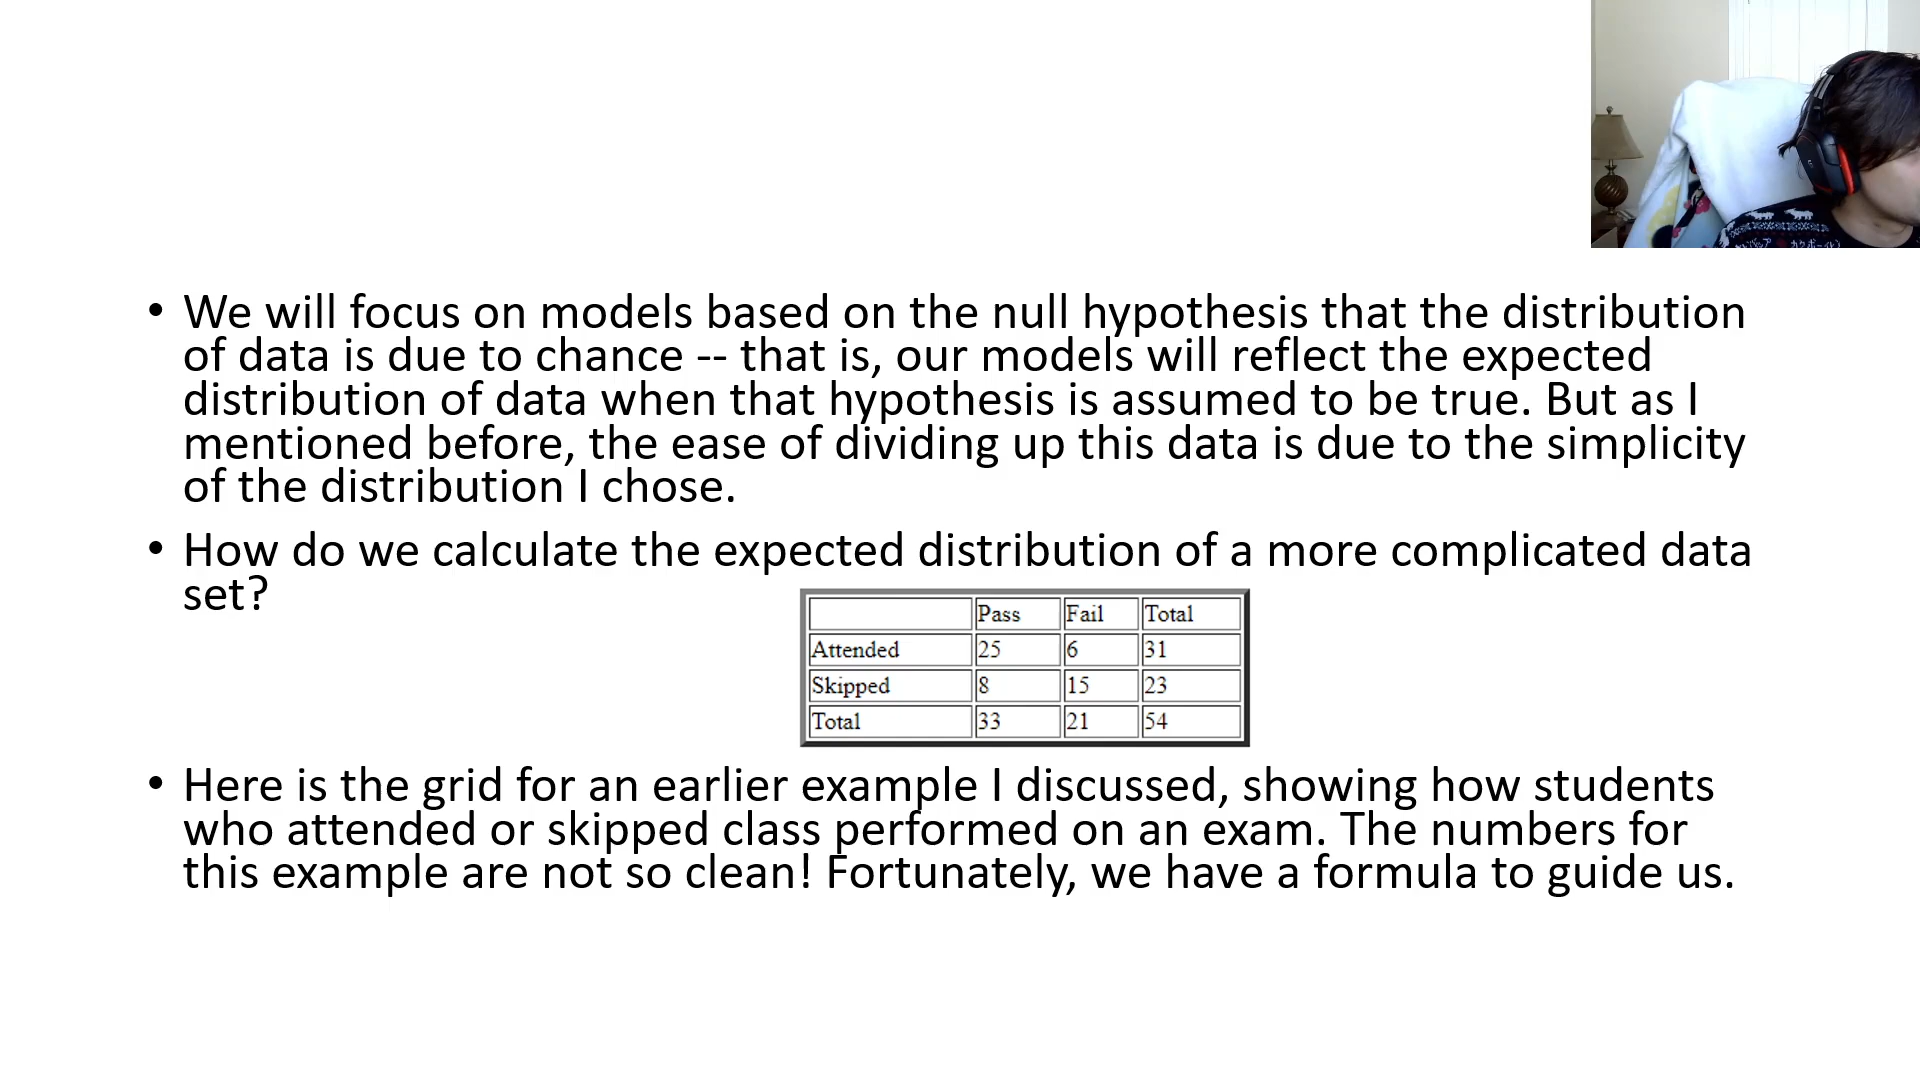 • We will focus on models based on the null hypothesis that the distribution
of data is due to chance -- that is, our models will reflect the expected
distribution of data when that hypothesis is assumed to be true. But as I
mentioned before, the ease of dividing up this data is due to the simplicity
of the distribution I chose.
• How do we calculate the expected distribution of a more complicated data
set?
Pass Fail Total
Attended 25 6 31
Skipped 8 15 23
Total 33 21 54
• Here is the grid for an earlier example I discussed, showing how students
who attended or skipped class performed on an exam. The numbers for
this example are not so clean! Fortunately, we have a formula to guide us.